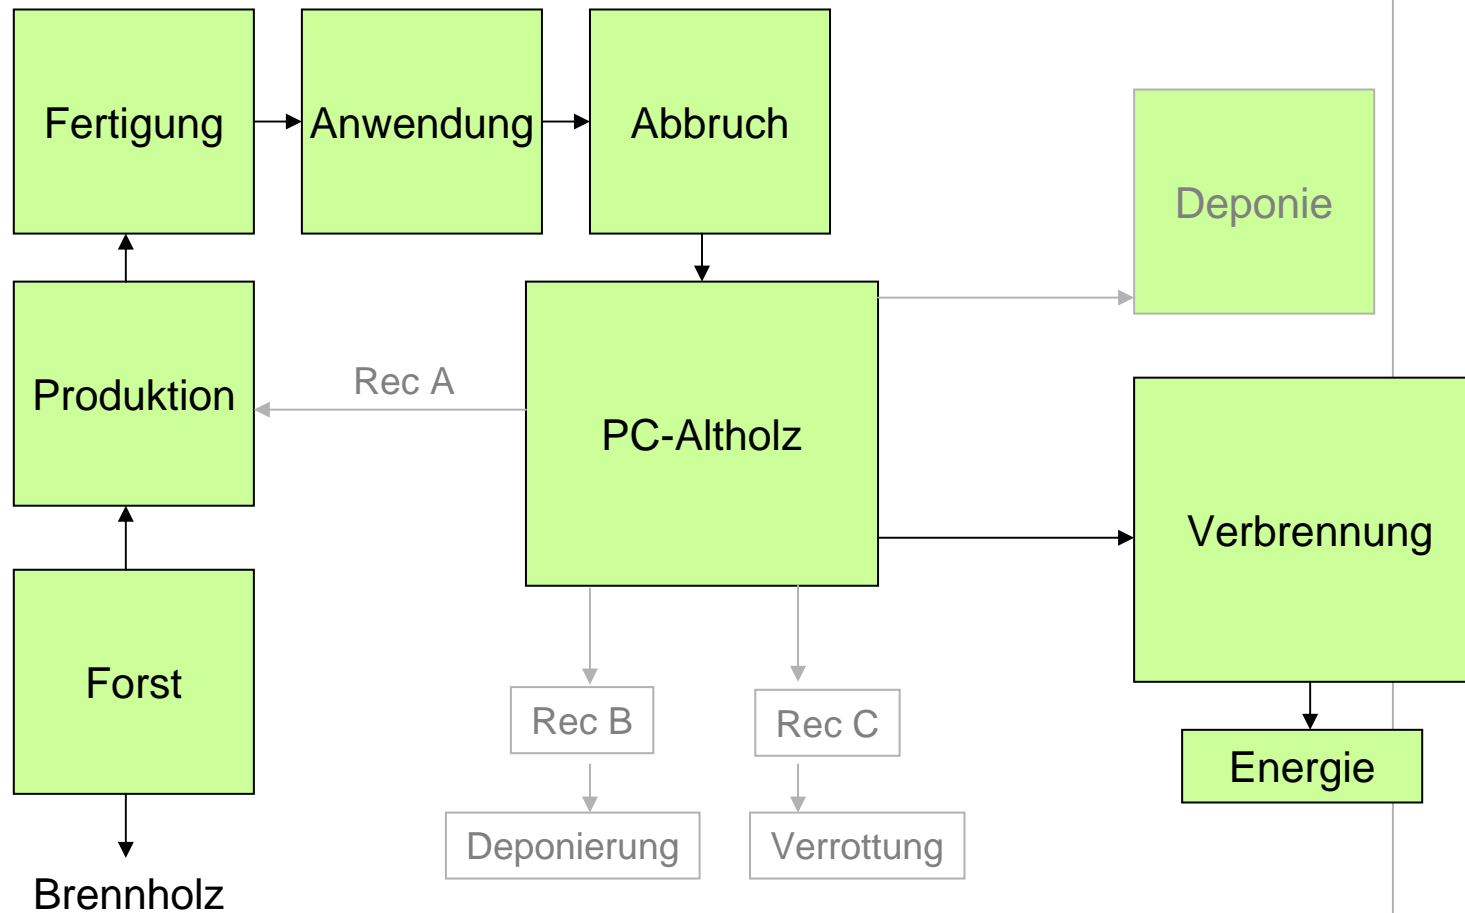 Fertigung
Anwendung
Abbruch
Deponie
Produktion
Rec A
PC-Altholz
Verbrennung
Forst
Rec B
Rec C
Energie
Deponierung
Verrottung
Brennholz